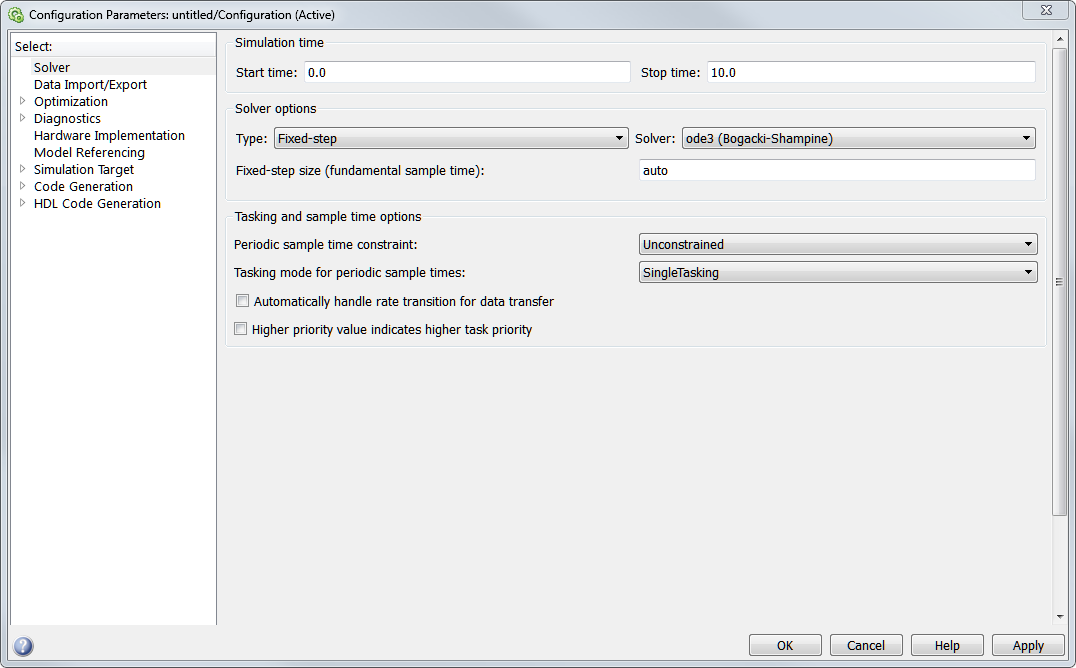 Configuration Parameters: untitled/Configuration (Active)
Select:
Solver
Data Import/Export
Optimization
Diagnostics
Hardware Implementation
Model Referencing
Simulation Target
Code Generation
HDL Code Generation
Simulation time
Start time: 0.0 Stop time: 10.0
Solver options
Type: Fixed-step Solver: ode3 (Bogacki-Shampine)
Fixed-step size (fundamental sample time): auto
Tasking and sample time options
Periodic sample time constraint: Unconstrained
Tasking mode for periodic sample times: SingleTasking
Automatically handle rate transition for data transfer
Higher priority value indicates higher task priority
? OK Cancel Help Apply